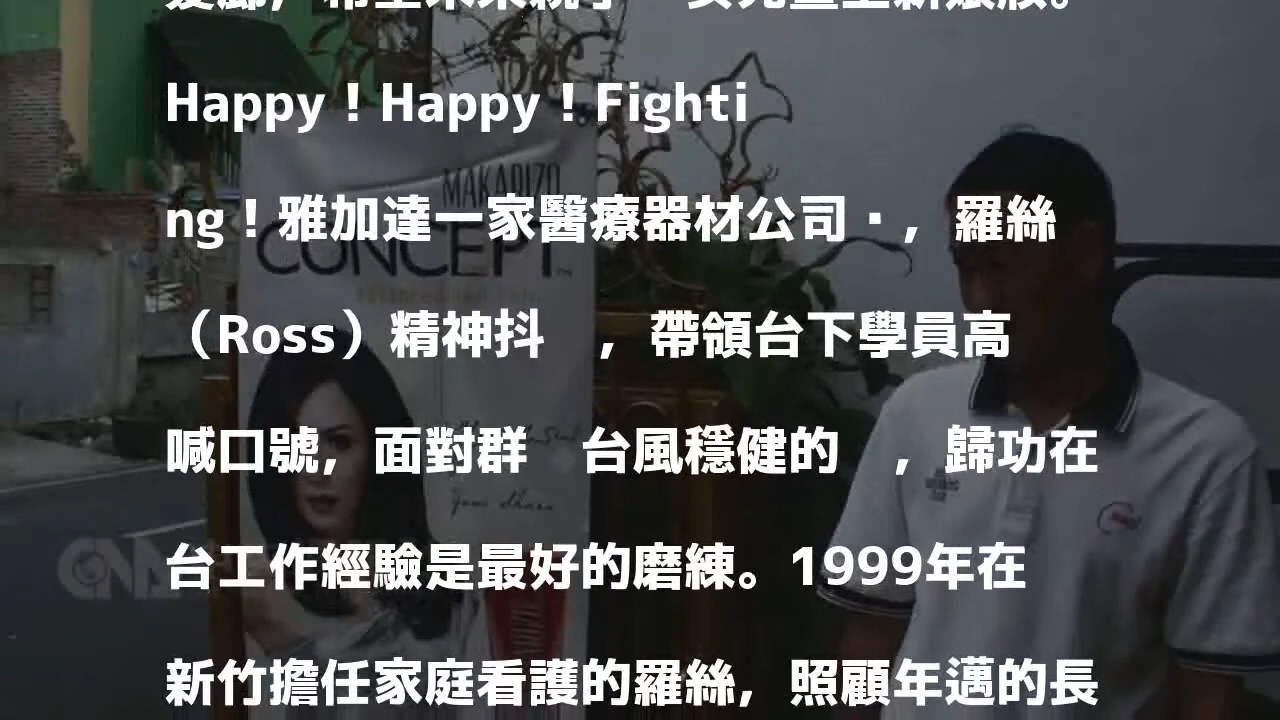 Happy！Happy！Fighti
ng！雅加達一家醫療器材公司·，羅絲
（Ross）精神抖　，帶領台下學員高
喊口號，面對群　台風穩健的　，歸功在
台工作經驗是最好的磨練。1999年在
新竹擔任家庭看護的羅絲，照顧年邁的長
MAKARIZO
CONCEPT
CNA